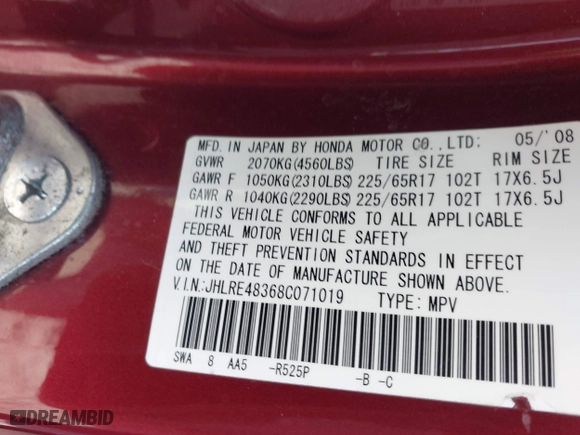 MFD. IN JAPAN BY HONDA MOTOR CO., LTD: 05/'08
GVWR 2070KG(4560LBS) TIRE SIZE RIM SIZE
GAWR F 1050KG(2310LBS) 225/65R17 102T 17X6.5J
GAWR R 1040KG(2290LBS) 225/65R17 102T 17X6.5J
THIS VEHICLE CONFORMS TO ALL APPLICABLE
FEDERAL MOTOR VEHICLE SAFETY
AND THEFT PREVENTION STANDARDS IN EFFECT
ON THE DATE OF MANUFACTURE SHOWN ABOVE.
V.I.N.:JHLRE48368C071019 TYPE: MPV
SWA 8 AA5 -R525P -B -C
DREAMBID